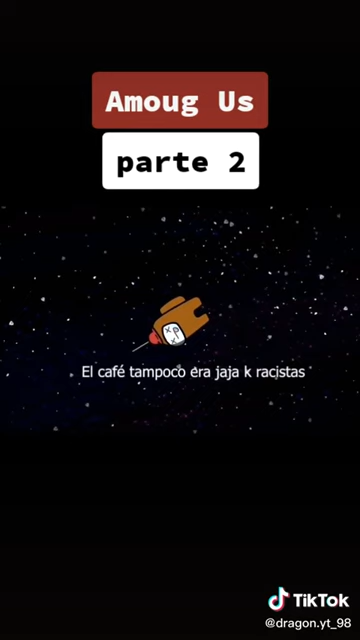 Amoug Us
parte 2
El café tampoco era jaja k racistas
TikTok
@dragon.yt_98